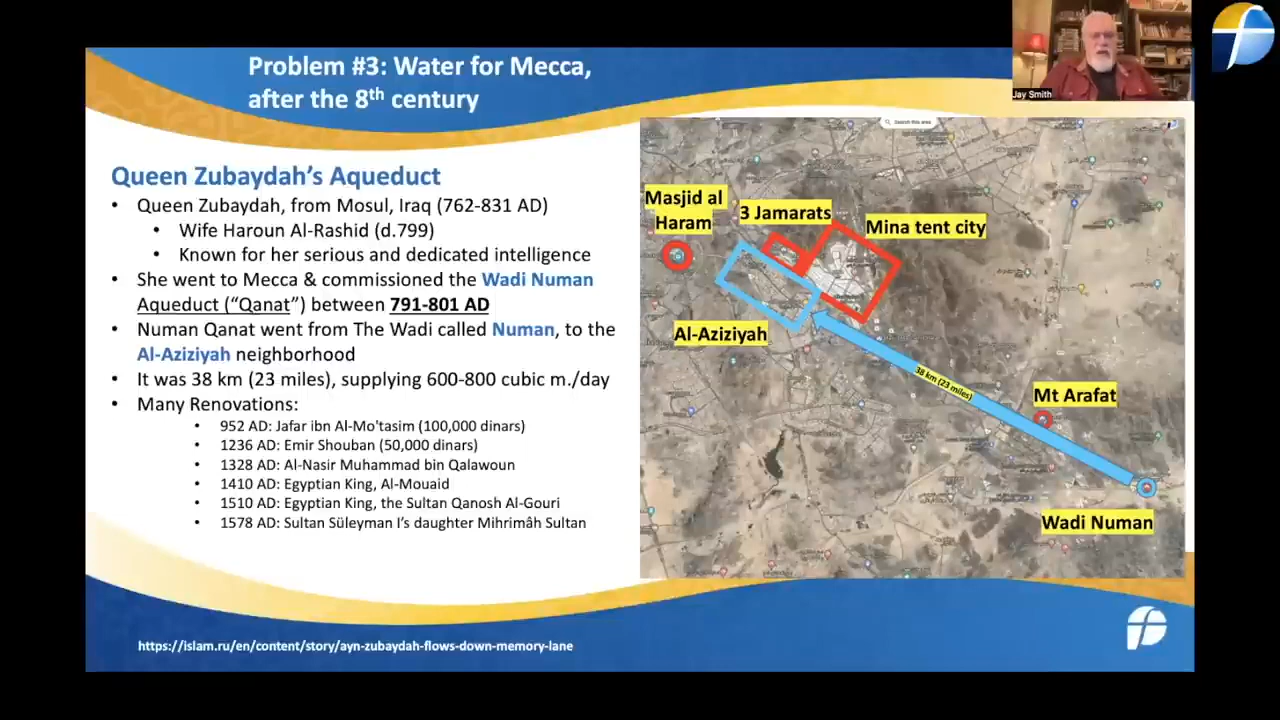 Problem #3: Water for Mecca,
after the 8th century
Jay Smith
Queen Zubaydah's Aqueduct
• Queen Zubaydah, from Mosul, Iraq (762-831 AD)
• Wife Haroun Al-Rashid (d.799)
• Known for her serious and dedicated intelligence
• She went to Mecca & commissioned the Wadi Numan
Aqueduct ("Qanat") between 791-801 AD
• Numan Qanat went from The Wadi called Numan, to the
Al-Aziziyah neighborhood
• It was 38 km (23 miles), supplying 600-800 cubic m./day
• Many Renovations:
• 952 AD: Jafar ibn Al-Mo'tasim (100,000 dinars)
• 1236 AD: Emir Shouban (50,000 dinars)
• 1328 AD: Al-Nasir Muhammad bin Qalawoun
• 1410 AD: Egyptian King, Al-Mouaid
• 1510 AD: Egyptian King, the Sultan Qanosh Al-Gouri
• 1578 AD: Sultan Süleyman I's daughter Mihrimâh Sultan
Search this area
Masjid al
Haram
3 Jamarats
Mina tent city
Al-Aziziyah
38 km (23 miles)
Mt Arafat
Wadi Numan
https://islam.ru/en/content/story/ayn-zubaydah-flows-down-memory-lane